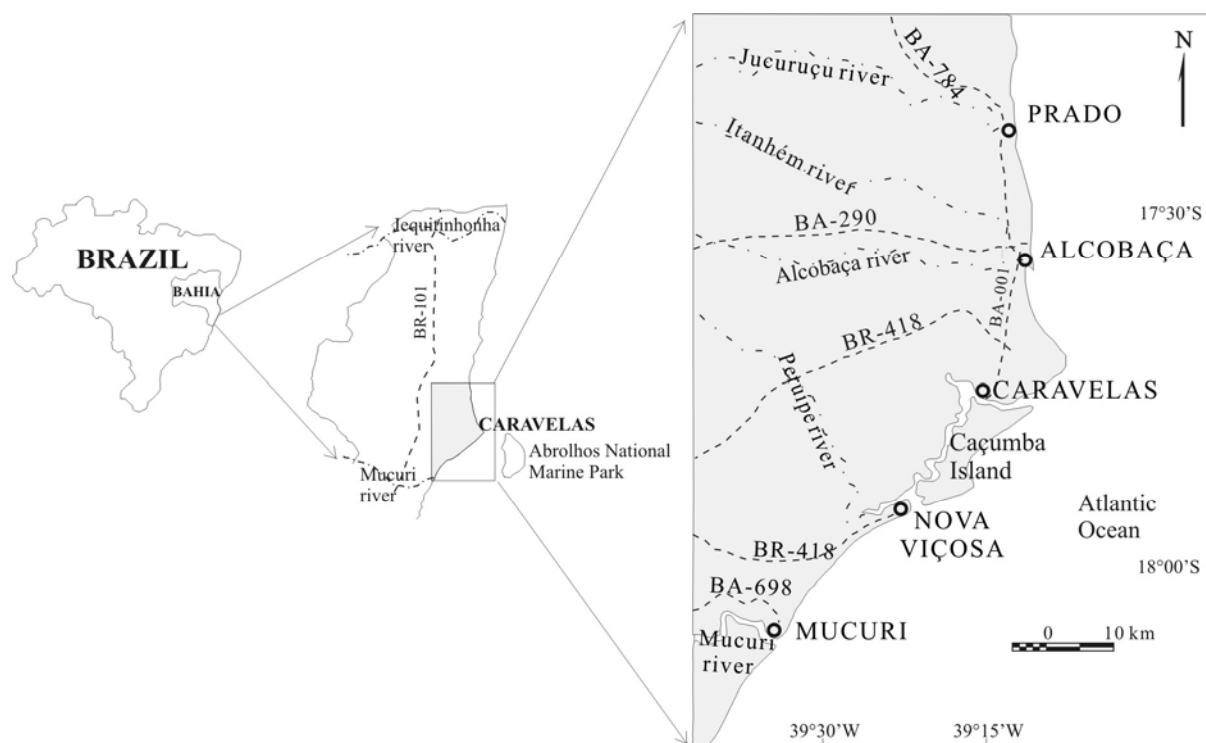 BRAZIL
BAHIA
Jequitinhonha
river
BR-101
CARAVELAS
Abrolhos National
Marine Park
Mucuri
river
N
BA-784
Jucuruçu river
PRADO
Itanhém river
17°30'S
BA-290
ALCOBAÇA
Alcobaça river
BA-001
BR-418
Peruípe river
CARAVELAS
Caçumba
Island
Atlantic
Ocean
NOVA
VIÇOSA
BR-418
18°00'S
BA-698
MUCURI
0 10 km
Mucuri
river
39°30'W 39°15'W